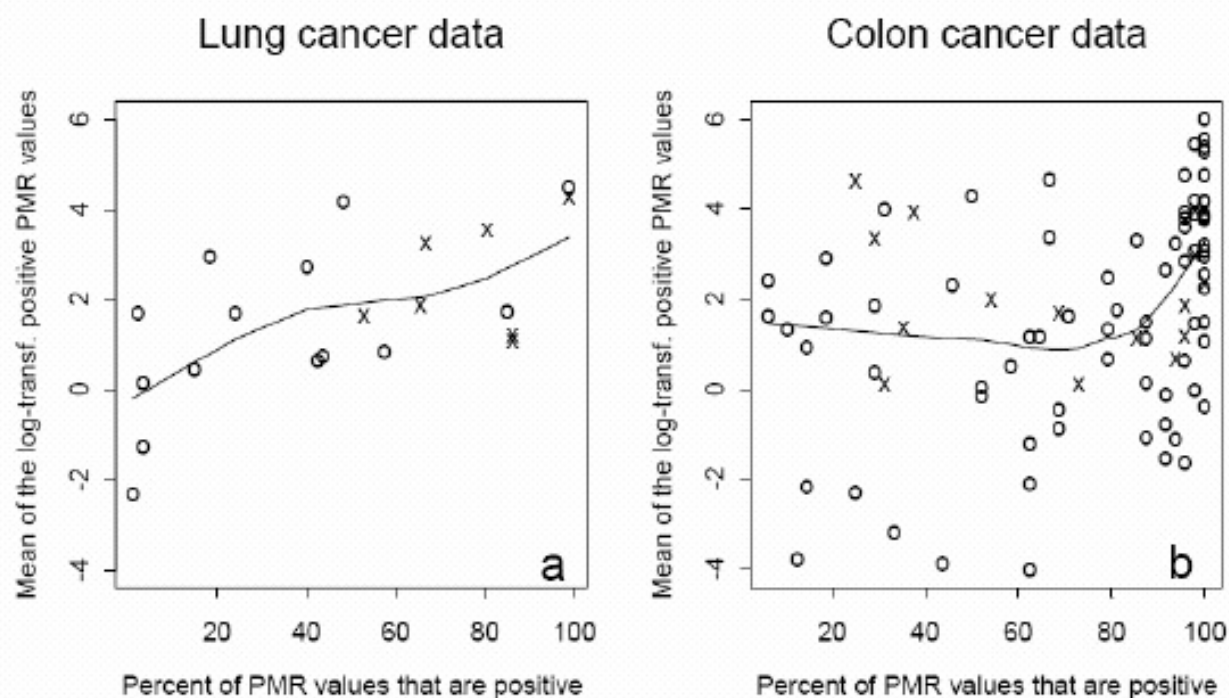 Lung cancer data
Mean of the log-transf. positive PMR values
6
4
2
0
-2
-4
a
20 40 60 80 100
Percent of PMR values that are positive
Colon cancer data
Mean of the log-transf. positive PMR values
6
4
2
0
-2
-4
b
20 40 60 80 100
Percent of PMR values that are positive